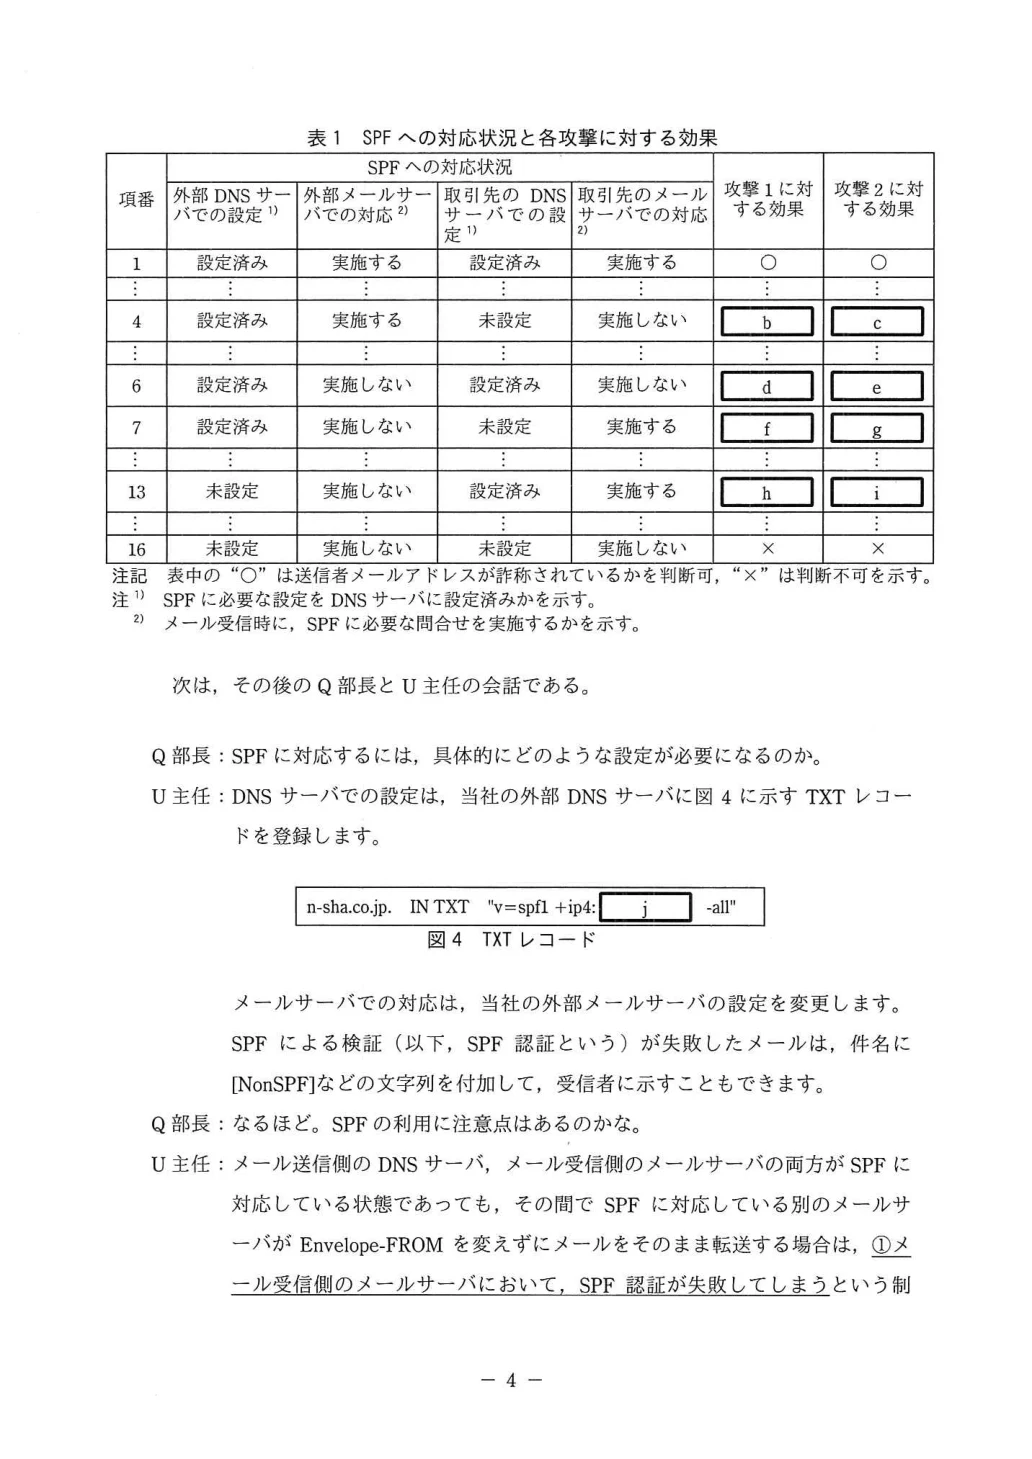 表1 SPF への対応状況と各攻撃に対する効果
項番 SPF への対応状況 攻撃1に対する効果 攻撃2に対する効果
外部 DNS サーバでの設定 1) 外部メールサーバでの対応 2) 取引先の DNS サーバでの設定 1) 取引先のメールサーバでの対応 2)
1 設定済み 実施する 設定済み 実施する ○ ○
⋮ ⋮ ⋮ ⋮ ⋮ ⋮ ⋮
4 設定済み 実施する 未設定 実施しない b c
⋮ ⋮ ⋮ ⋮ ⋮ ⋮ ⋮
6 設定済み 実施しない 設定済み 実施しない d e
7 設定済み 実施しない 未設定 実施する f g
⋮ ⋮ ⋮ ⋮ ⋮ ⋮ ⋮
13 未設定 実施しない 設定済み 実施する h i
⋮ ⋮ ⋮ ⋮ ⋮ ⋮ ⋮
16 未設定 実施しない 未設定 実施しない × ×
注記 表中の“○”は送信者メールアドレスが詐称されているかを判断可，“×”は判断不可を示す。
注 1) SPF に必要な設定を DNS サーバに設定済みかを示す。
2) メール受信時に，SPF に必要な問合せを実施するかを示す。
次は，その後の Q 部長と U 主任の会話である。
Q 部長：SPF に対応するには，具体的にどのような設定が必要になるのか。
U 主任：DNS サーバでの設定は，当社の外部 DNS サーバに図 4 に示す TXT レコー
ドを登録します。
n-sha.co.jp. IN TXT "v=spf1 +ip4: j -all"
図4 TXT レコード
メールサーバでの対応は，当社の外部メールサーバの設定を変更します。
SPF による検証（以下，SPF 認証という）が失敗したメールは，件名に
[NonSPF]などの文字列を付加して，受信者に示すこともできます。
Q 部長：なるほど。SPF の利用に注意点はあるのかな。
U 主任：メール送信側の DNS サーバ，メール受信側のメールサーバの両方が SPF に
対応している状態であっても，その間で SPF に対応している別のメールサ
ーバが Envelope-FROM を変えずにメールをそのまま転送する場合は，①メ
ール受信側のメールサーバにおいて，SPF 認証が失敗してしまうという制
－ 4 －